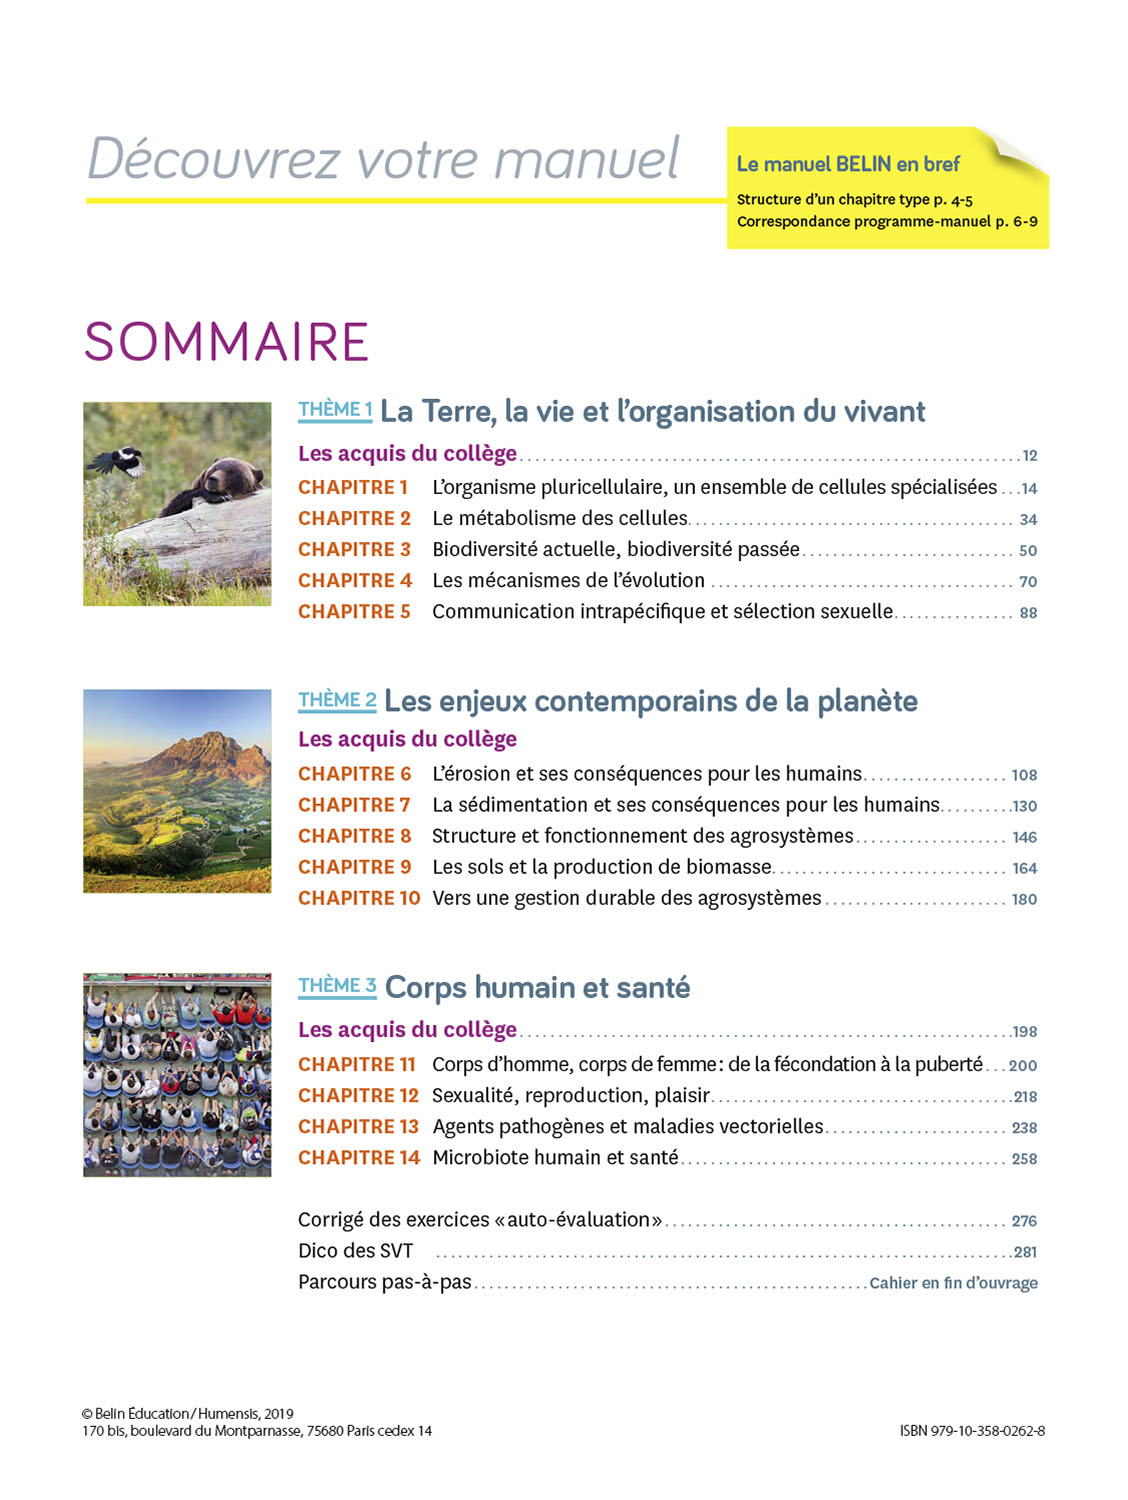 Découvrez votre manuel
Le manuel BELIN en bref
Structure d'un chapitre type p. 4-5
Correspondance programme-manuel p. 6-9
SOMMAIRE
THÈME 1 La Terre, la vie et l'organisation du vivant
Les acquis du collège 12
CHAPITRE 1 L'organisme pluricellulaire, un ensemble de cellules spécialisées 14
CHAPITRE 2 Le métabolisme des cellules 34
CHAPITRE 3 Biodiversité actuelle, biodiversité passée 50
CHAPITRE 4 Les mécanismes de l'évolution 70
CHAPITRE 5 Communication intrapécifique et sélection sexuelle 88
THÈME 2 Les enjeux contemporains de la planète
Les acquis du collège
CHAPITRE 6 L'érosion et ses conséquences pour les humains 108
CHAPITRE 7 La sédimentation et ses conséquences pour les humains 130
CHAPITRE 8 Structure et fonctionnement des agrosystèmes 146
CHAPITRE 9 Les sols et la production de biomasse 164
CHAPITRE 10 Vers une gestion durable des agrosystèmes 180
THÈME 3 Corps humain et santé
Les acquis du collège 198
CHAPITRE 11 Corps d'homme, corps de femme : de la fécondation à la puberté 200
CHAPITRE 12 Sexualité, reproduction, plaisir 218
CHAPITRE 13 Agents pathogènes et maladies vectorielles 238
CHAPITRE 14 Microbiote humain et santé 258
Corrigé des exercices « auto-évaluation » 276
Dico des SVT 281
Parcours pas-à-pas Cahier en fin d'ouvrage
© Belin Éducation / Humensis, 2019
170 bis, boulevard du Montparnasse, 75680 Paris cedex 14
ISBN 979-10-358-0262-8